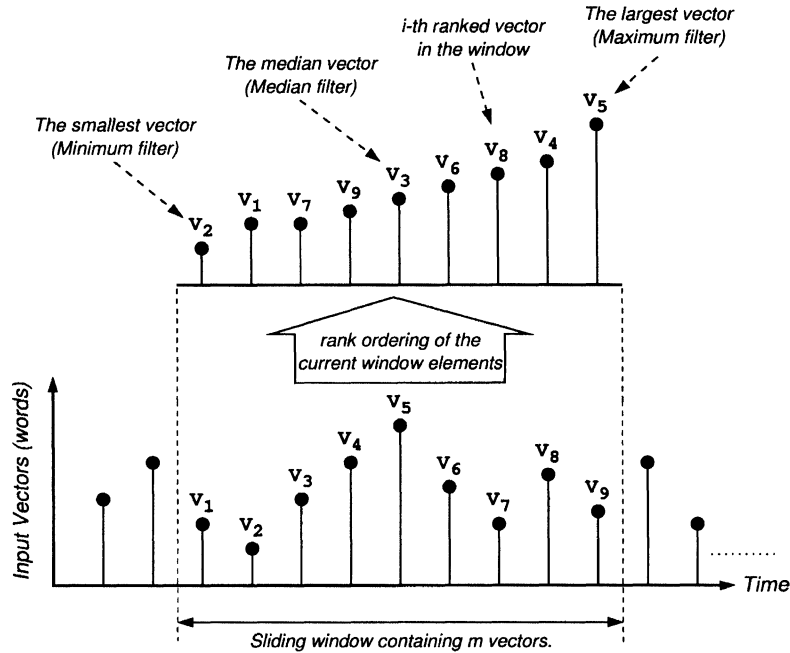 The largest vector
(Maximum filter)
i-th ranked vector
in the window
The median vector
(Median filter)
The smallest vector
(Minimum filter)
v2 v1 v7 v9 v3 v6 v8 v4 v5
rank ordering of the
current window elements
Input Vectors (words)
v1 v2 v3 v4 v5 v6 v7 v8 v9
Time
Sliding window containing m vectors.